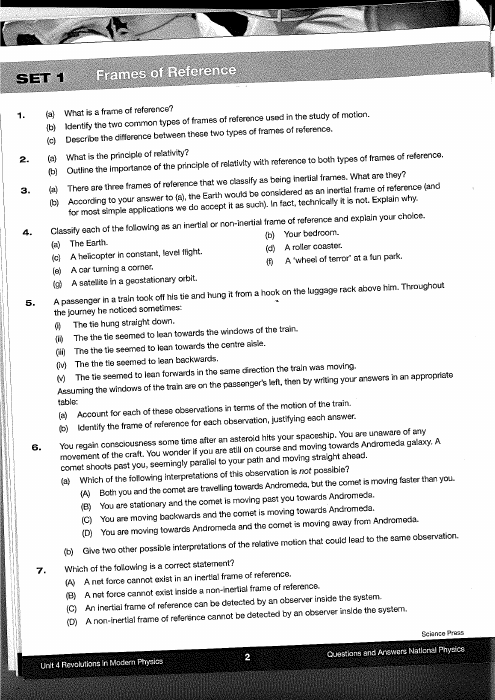 SET 1 Frames of Reference
1. (a) What is a frame of reference?
(b) Identify the two common types of frames of reference used in the study of motion.
(c) Describe the difference between these two types of frames of reference.
2. (a) What is the principle of relativity?
(b) Outline the importance of the principle of relativity with reference to both types of frames of reference.
3. (a) There are three frames of reference that we classify as being inertial frames. What are they?
(b) According to your answer to (a), the Earth would be considered as an inertial frame of reference (and
for most simple applications we do accept it as such). In fact, technically it is not. Explain why.
4. Classify each of the following as an inertial or non-inertial frame of reference and explain your choice.
(a) The Earth. (b) Your bedroom.
(c) A helicopter in constant, level flight. (d) A roller coaster.
(e) A car turning a corner. (f) A 'wheel of terror' at a fun park.
(g) A satellite in a geostationary orbit.
5. A passenger in a train took off his tie and hung it from a hook on the luggage rack above him. Throughout
the journey he noticed sometimes:
(i) The tie hung straight down.
(ii) The the tie seemed to lean towards the windows of the train.
(iii) The the tie seemed to lean towards the centre aisle.
(iv) The the tie seemed to lean backwards.
(v) The tie seemed to lean forwards in the same direction the train was moving.
Assuming the windows of the train are on the passenger's left, then by writing your answers in an appropriate
table:
(a) Account for each of these observations in terms of the motion of the train.
(b) Identify the frame of reference for each observation, justifying each answer.
6. You regain consciousness some time after an asteroid hits your spaceship. You are unaware of any
movement of the craft. You wonder if you are still on course and moving towards Andromeda galaxy. A
comet shoots past you, seemingly parallel to your path and moving straight ahead.
(a) Which of the following interpretations of this observation is not possible?
(A) Both you and the comet are travelling towards Andromeda, but the comet is moving faster than you.
(B) You are stationary and the comet is moving past you towards Andromeda.
(C) You are moving backwards and the comet is moving towards Andromeda.
(D) You are moving towards Andromeda and the comet is moving away from Andromeda.
(b) Give two other possible interpretations of the relative motion that could lead to the same observation.
7. Which of the following is a correct statement?
(A) A net force cannot exist in an inertial frame of reference.
(B) A net force cannot exist inside a non-inertial frame of reference.
(C) An inertial frame of reference can be detected by an observer inside the system.
(D) A non-inertial frame of reference cannot be detected by an observer inside the system.
Science Press
Unit 4 Revolutions in Modern Physics 2 Questions and Answers National Physics